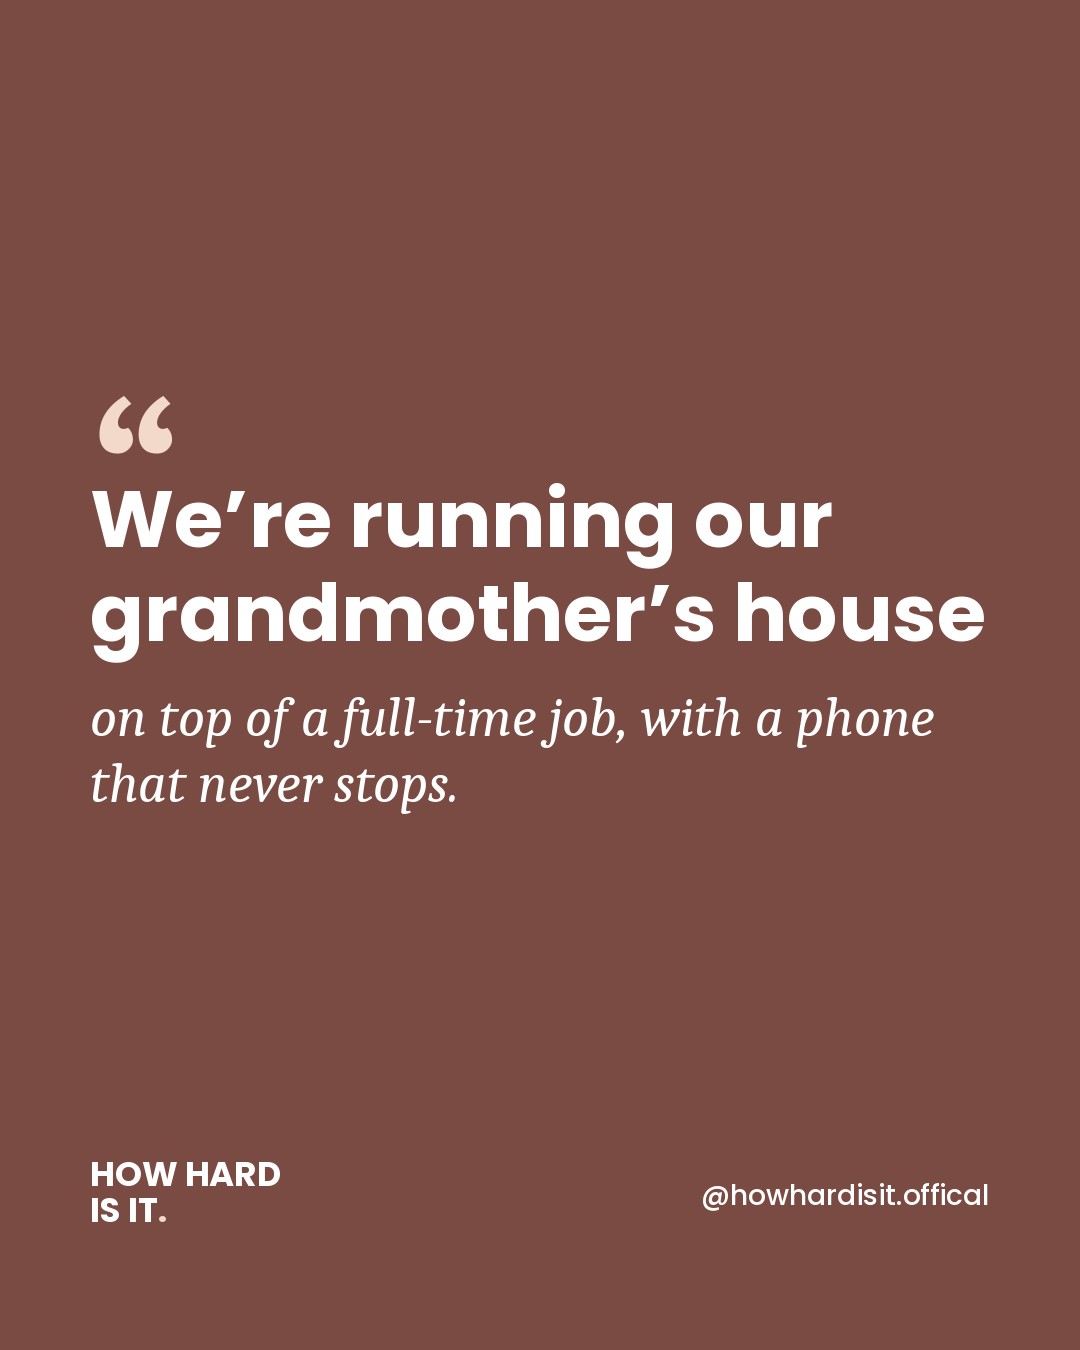 “
We’re running our
grandmother’s house
on top of a full-time job, with a phone
that never stops.
HOW HARD
IS IT.
@howhardisit.offical